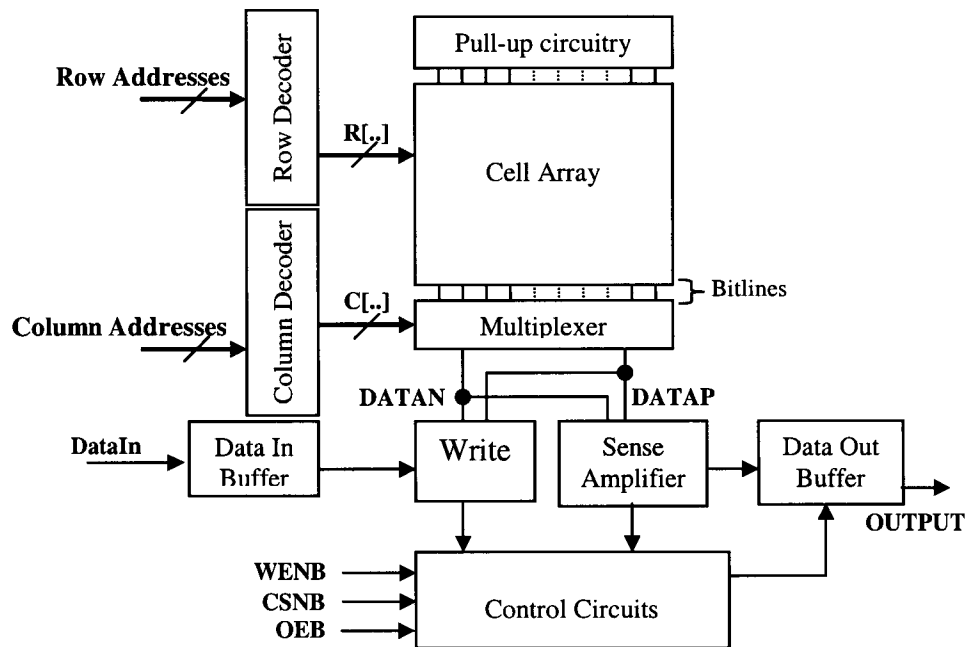 Pull-up circuitry
Row Addresses
Row Decoder
R[..]
Cell Array
Column Decoder
C[..]
Bitlines
Column Addresses
Multiplexer
DATAN
DATAP
DataIn
Data In
Buffer
Write
Sense
Amplifier
Data Out
Buffer
OUTPUT
WENB
CSNB
OEB
Control Circuits